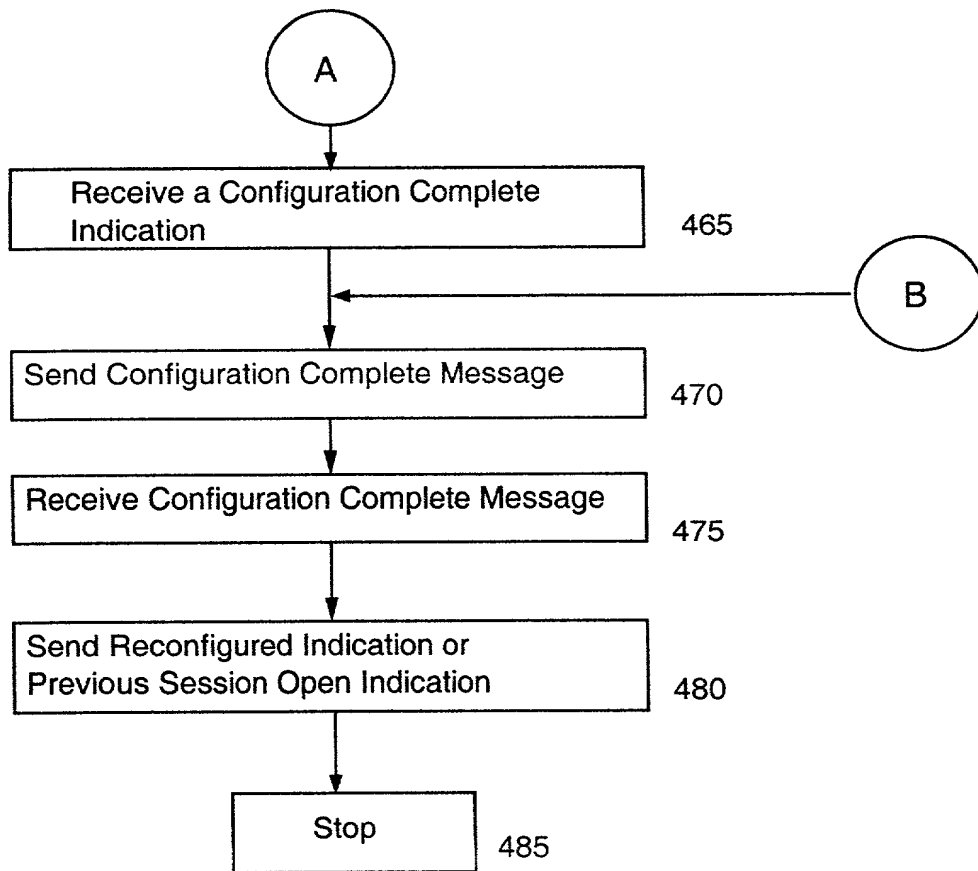 A
Receive a Configuration Complete
Indication
465
B
Send Configuration Complete Message
470
Receive Configuration Complete Message
475
Send Reconfigured Indication or
Previous Session Open Indication
480
Stop
485